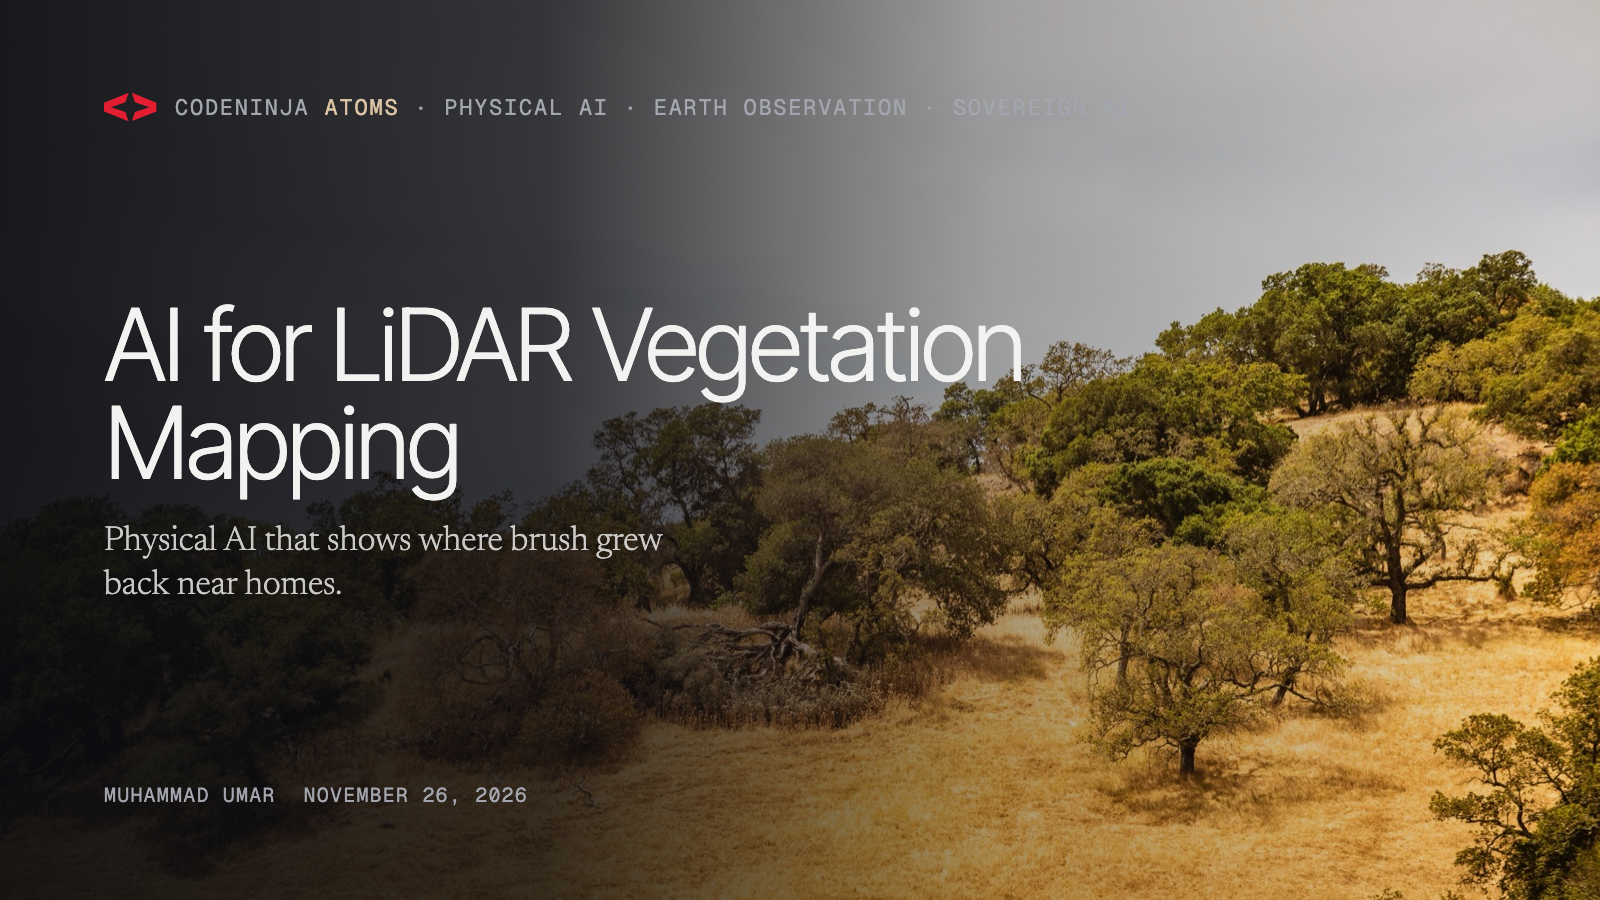 CODENINJA ATOMS · PHYSICAL AI · EARTH OBSERVATION · SOVEREIGN
AI for LiDAR Vegetation
Mapping
Physical AI that shows where brush grew
back near homes.
MUHAMMAD UMAR NOVEMBER 26, 2026